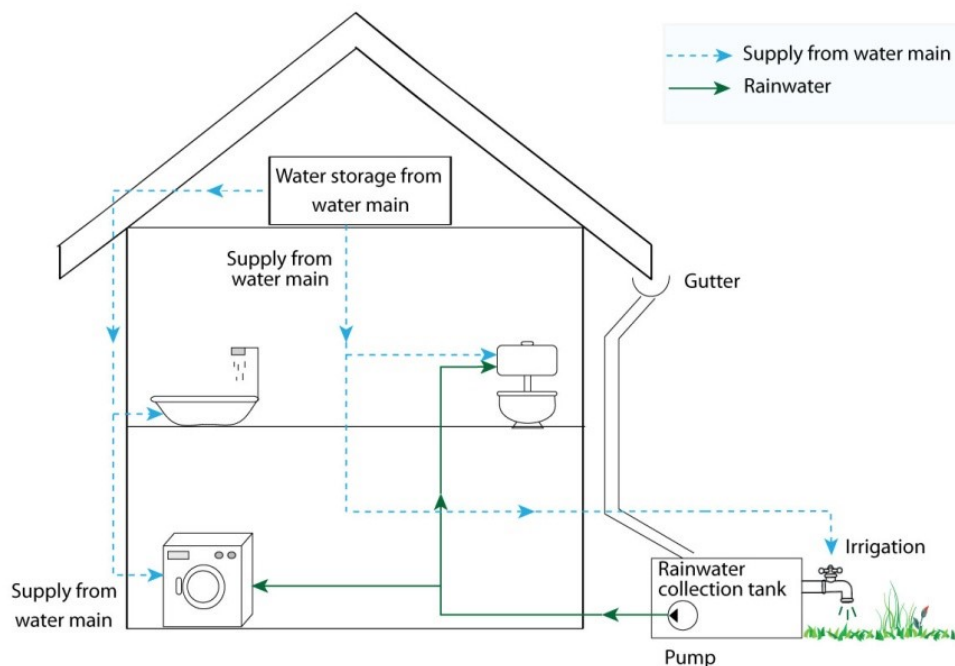 Supply from water main
Rainwater
Water storage from
water main
Supply from
water main
Gutter
Irrigation
Rainwater
collection tank
Supply from
water main
Pump